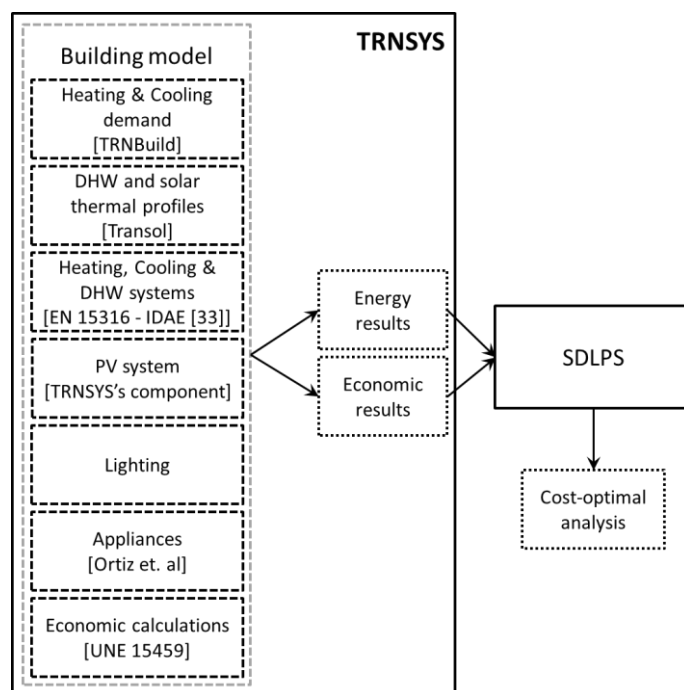 TRNSYS
Building model
Heating & Cooling
demand
[TRNBuild]
DHW and solar
thermal profiles
[Transol]
Heating, Cooling &
DHW systems
[EN 15316 - IDAE [33]]
PV system
[TRNSYS's component]
Lighting
Appliances
[Ortiz et. al]
Economic calculations
[UNE 15459]
Energy
results
Economic
results
SDLPS
Cost-optimal
analysis